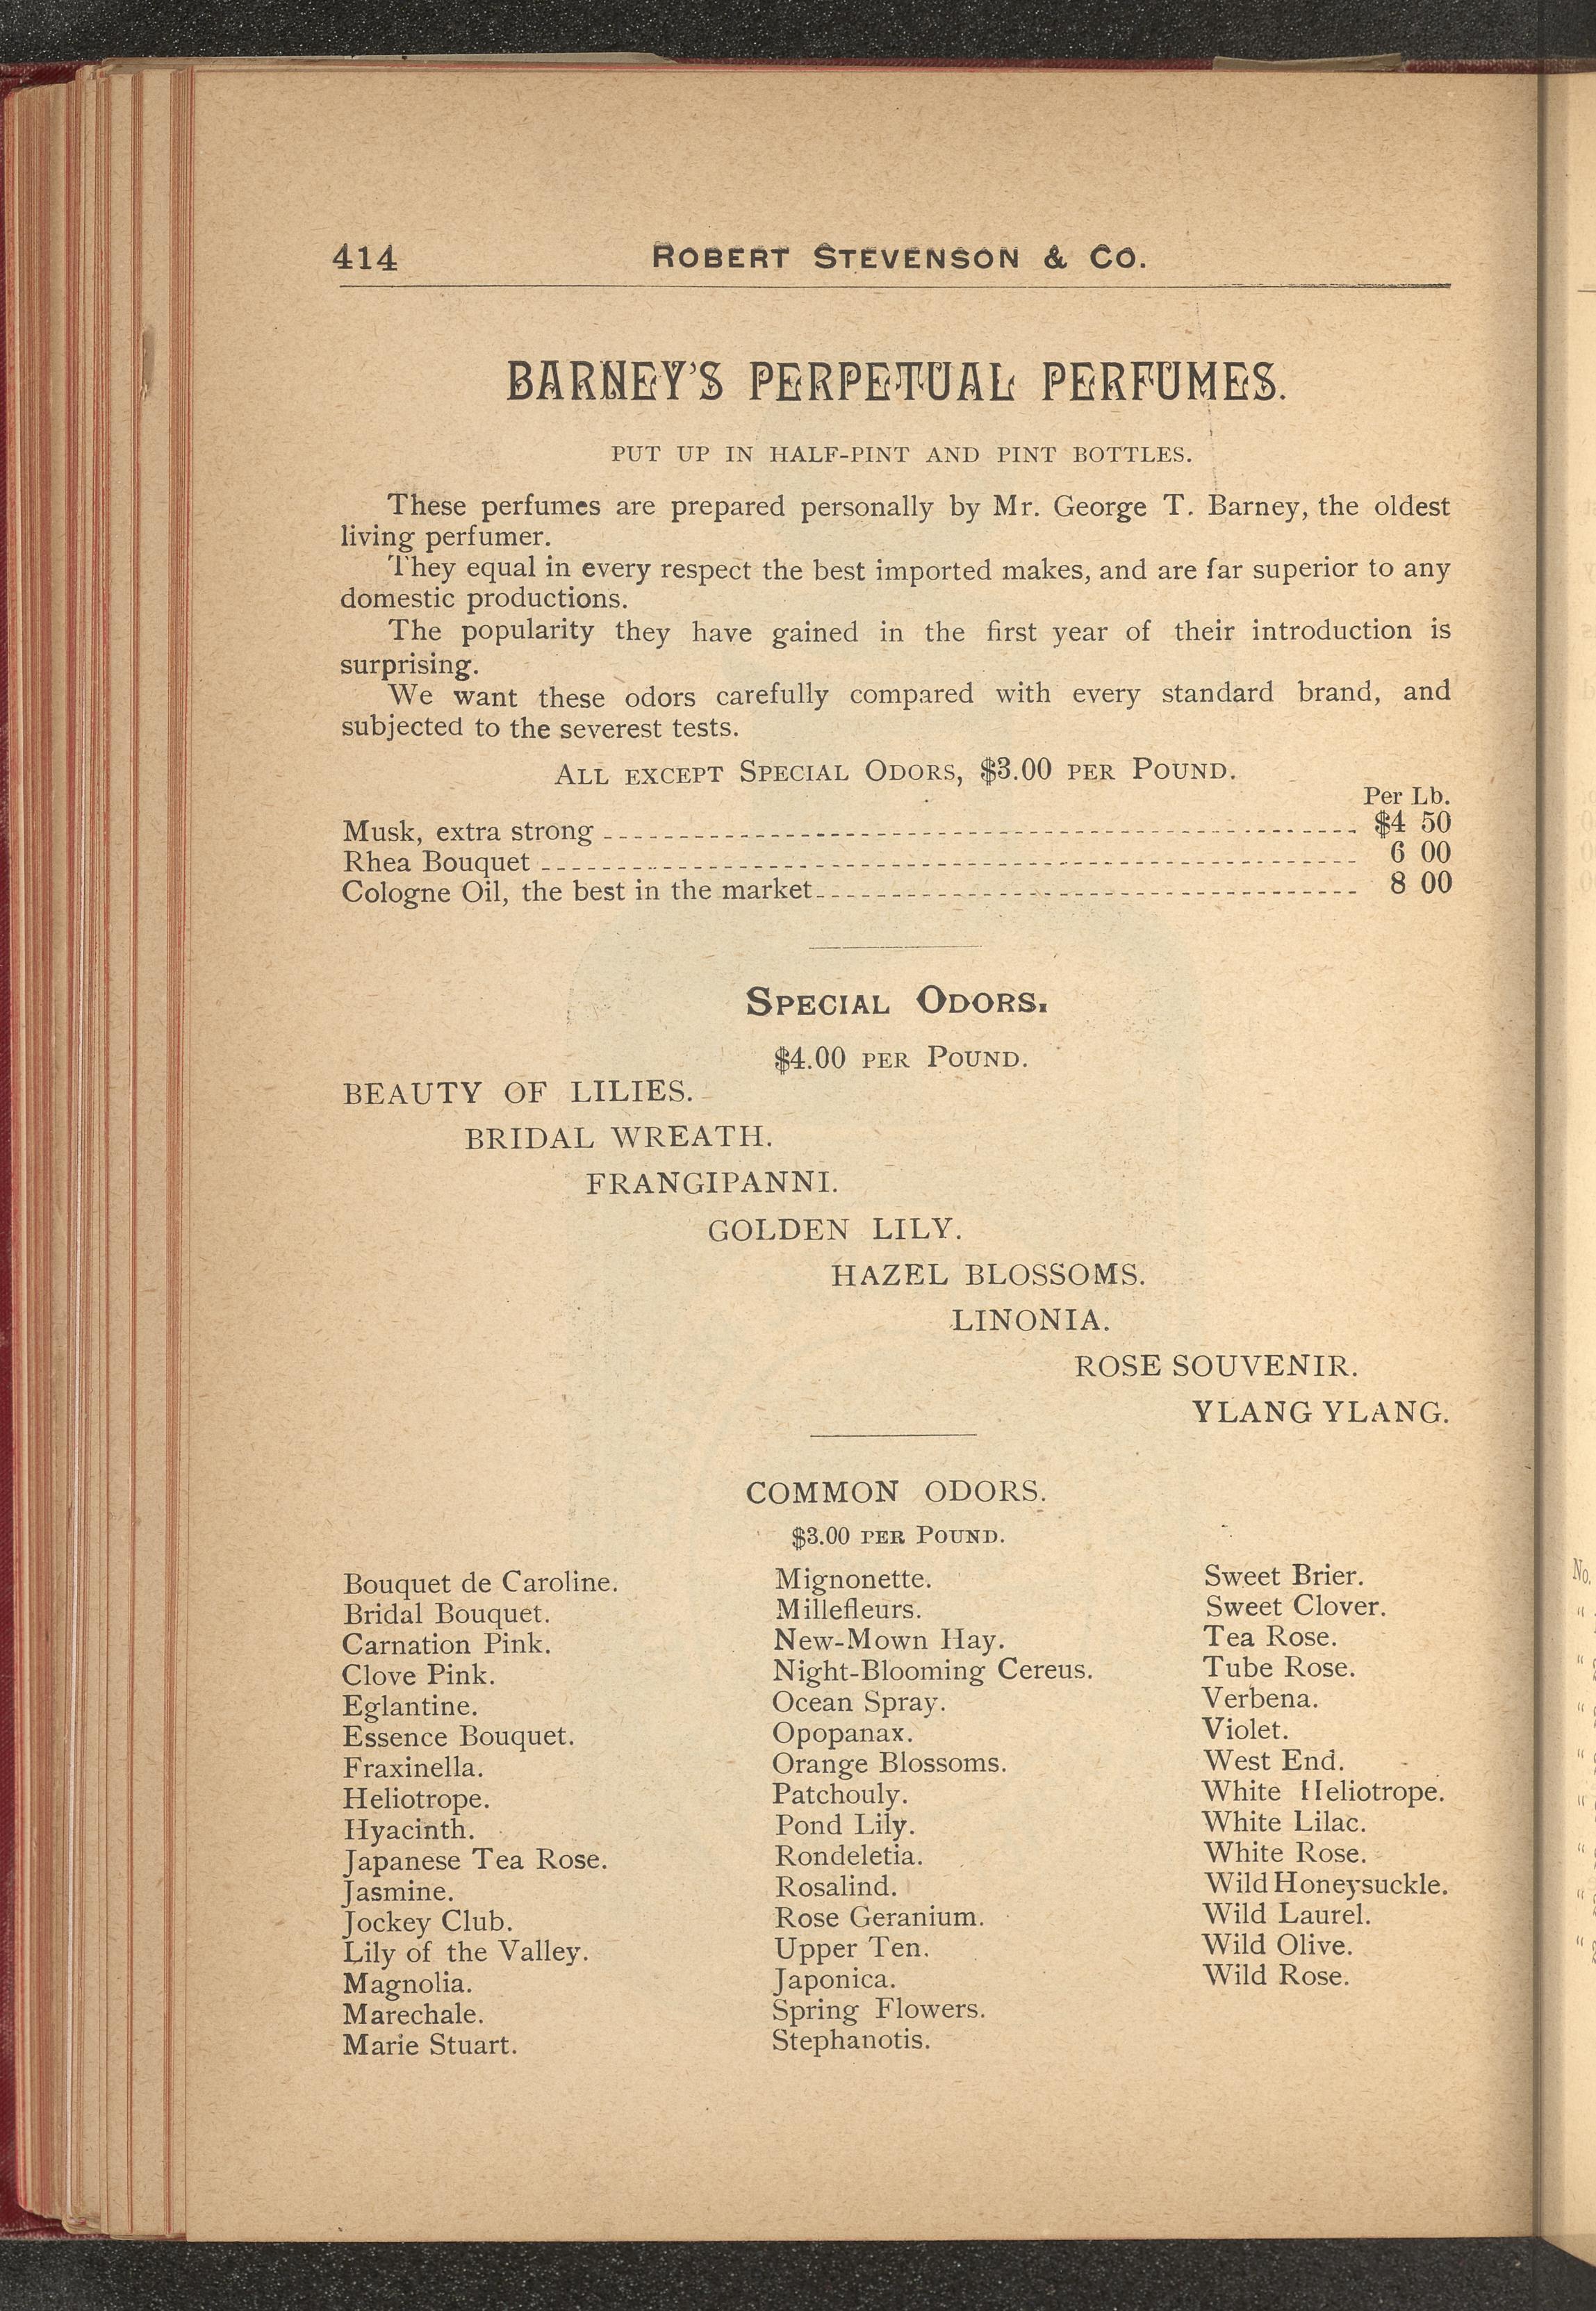 414 ROBERT STEVENSON & CO.
BARNEY'S PERPETUAL PERFUMES.
PUT UP IN HALF-PINT AND PINT BOTTLES.
These perfumes are prepared personally by Mr. George T. Barney, the oldest
living perfumer.
They equal in every respect the best imported makes, and are far superior to any
domestic productions.
The popularity they have gained in the first year of their introduction is
surprising.
We want these odors carefully compared with every standard brand, and
subjected to the severest tests.
ALL EXCEPT SPECIAL ODORS, $3.00 PER POUND.
Per Lb.
Musk, extra strong $4 50
Rhea Bouquet 6 00
Cologne Oil, the best in the market 8 00
SPECIAL ODORS.
$4.00 PER POUND.
BEAUTY OF LILIES.
BRIDAL WREATH.
FRANGIPANNI.
GOLDEN LILY.
HAZEL BLOSSOMS.
LINONIA.
ROSE SOUVENIR.
YLANG YLANG.
COMMON ODORS.
$3.00 PER POUND.
Bouquet de Caroline.
Bridal Bouquet.
Carnation Pink.
Clove Pink.
Eglantine.
Essence Bouquet.
Fraxinella.
Heliotrope.
Hyacinth.
Japanese Tea Rose.
Jasmine.
Jockey Club.
Lily of the Valley.
Magnolia.
Marechale.
Marie Stuart.
Mignonette.
Millefleurs.
New-Mown Hay.
Night-Blooming Cereus.
Ocean Spray.
Opopanax.
Orange Blossoms.
Patchouly.
Pond Lily.
Rondeletia.
Rosalind.
Rose Geranium.
Upper Ten.
Japonica.
Spring Flowers.
Stephanotis.
Sweet Brier.
Sweet Clover.
Tea Rose.
Tube Rose.
Verbena.
Violet.
West End.
White Heliotrope.
White Lilac.
White Rose.
Wild Honeysuckle.
Wild Laurel.
Wild Olive.
Wild Rose.
No.